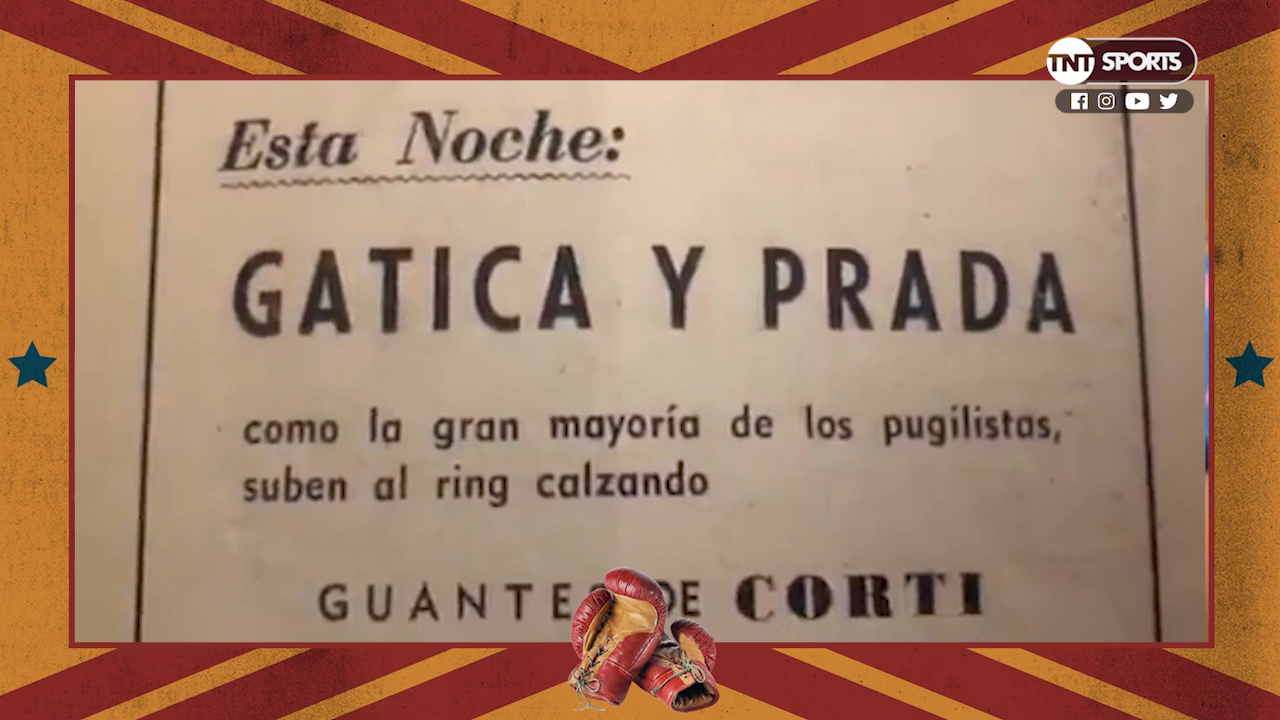 TNT SPORTS
Esta Noche:
GATICA Y PRADA
como la gran mayoría de los pugilistas,
suben al ring calzando
GUANTES DE CORTI